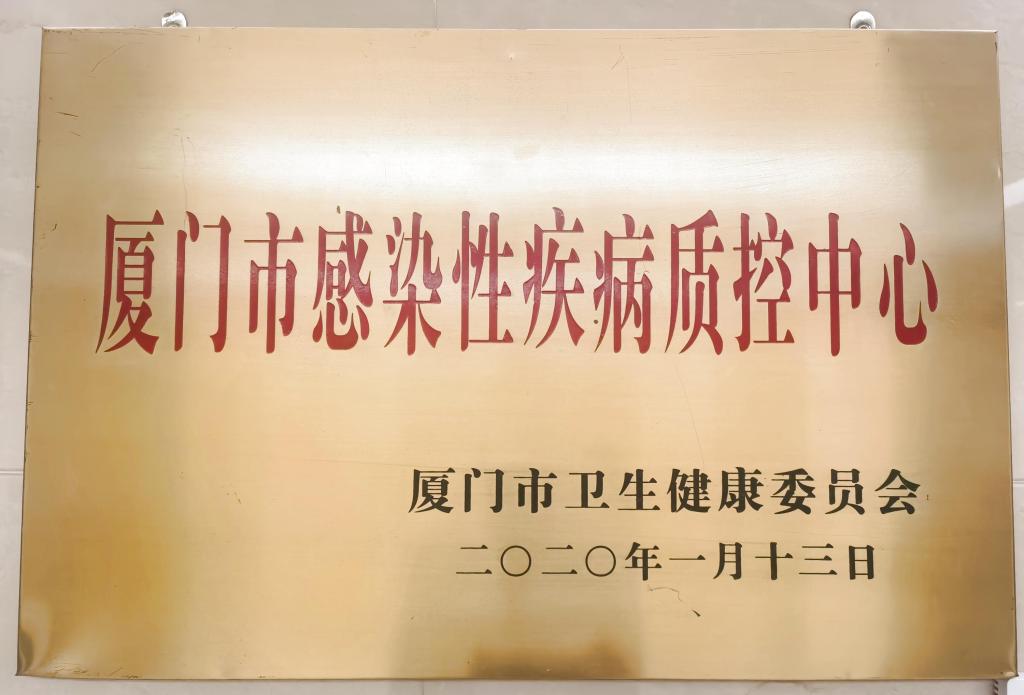 厦门市感染性疾病质控中心
厦门市卫生健康委员会
二〇二〇年一月十三日